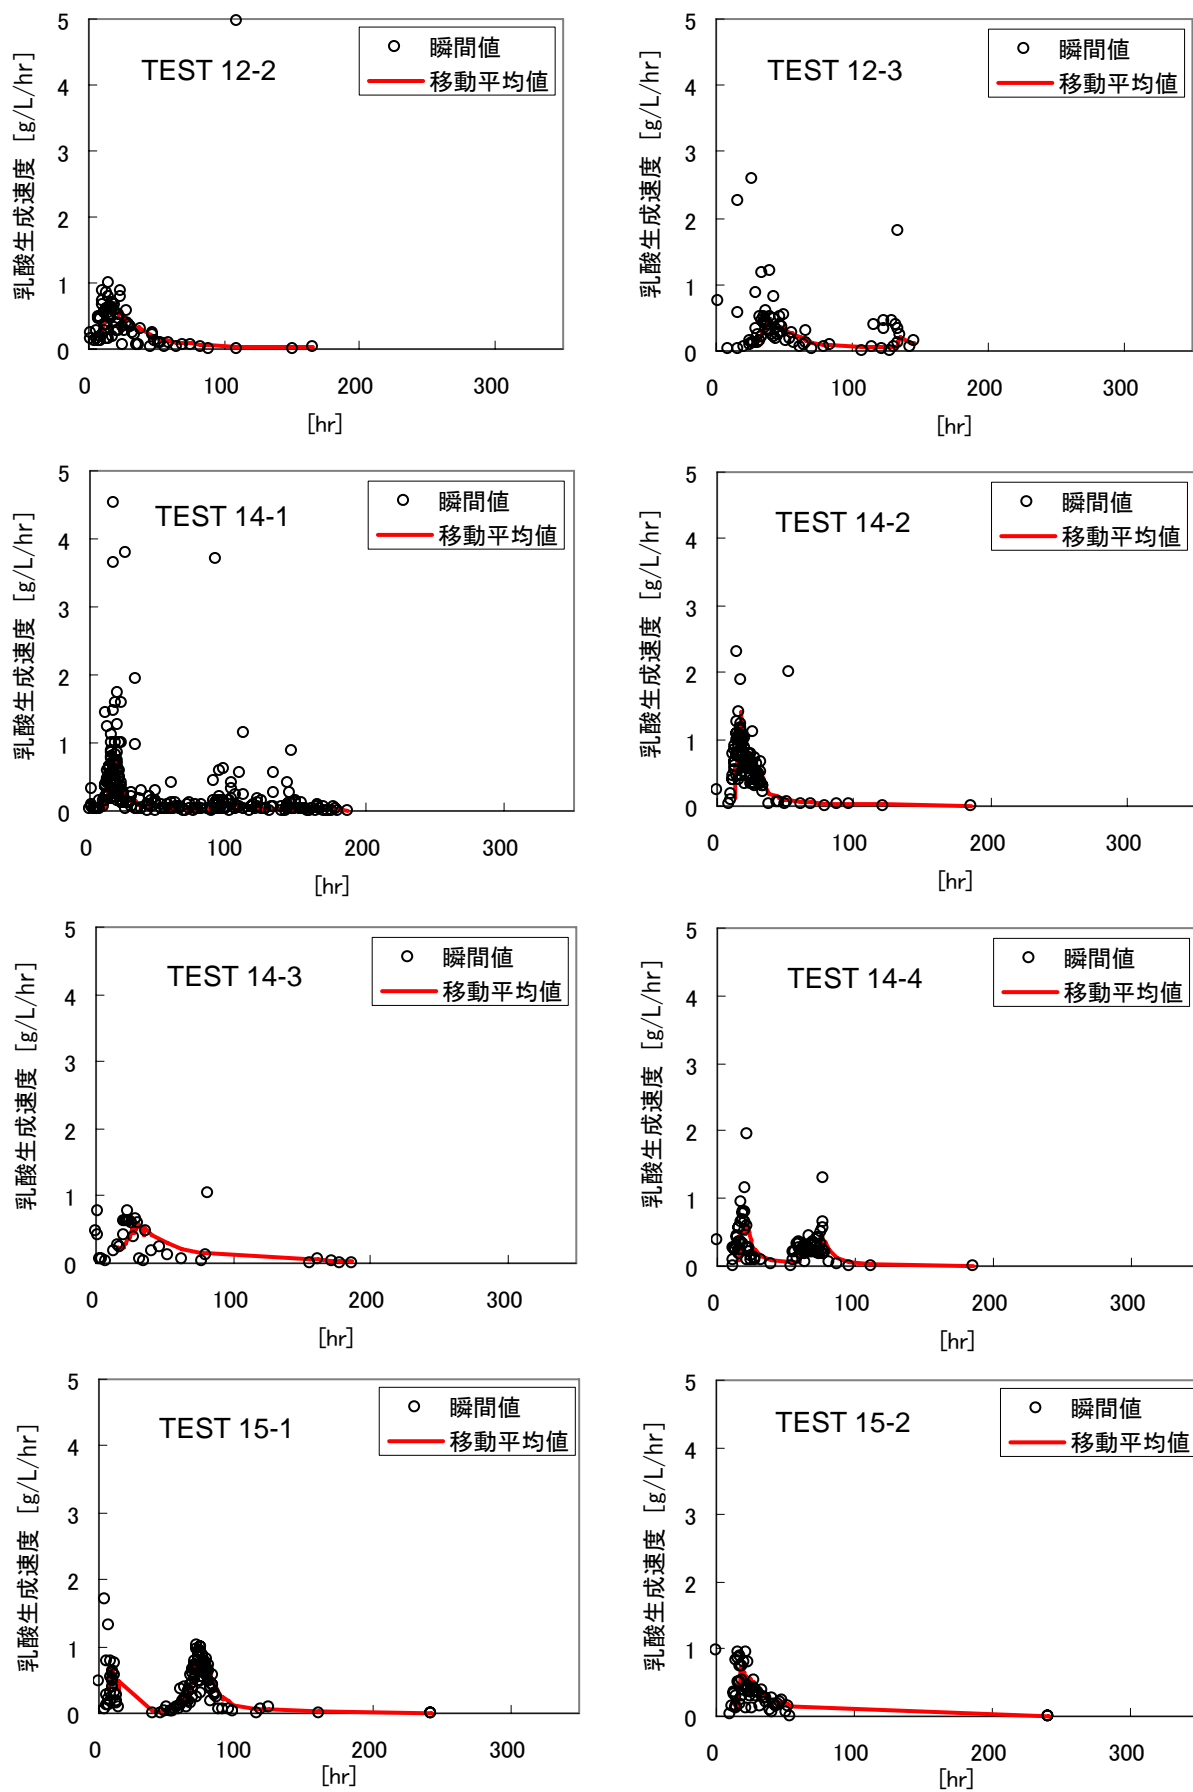 乳酸生成速度 [g/L/hr]
5
4
3
2
1
0
TEST 12-2
瞬間値
移動平均値
0 100 200 300
[hr]
乳酸生成速度 [g/L/hr]
5
4
3
2
1
0
TEST 12-3
瞬間値
移動平均値
0 100 200 300
[hr]
乳酸生成速度 [g/L/hr]
5
4
3
2
1
0
TEST 14-1
瞬間値
移動平均値
0 100 200 300
[hr]
乳酸生成速度 [g/L/hr]
5
4
3
2
1
0
TEST 14-2
瞬間値
移動平均値
0 100 200 300
[hr]
乳酸生成速度 [g/L/hr]
5
4
3
2
1
0
TEST 14-3
瞬間値
移動平均値
0 100 200 300
[hr]
乳酸生成速度 [g/L/hr]
5
4
3
2
1
0
TEST 14-4
瞬間値
移動平均値
0 100 200 300
[hr]
乳酸生成速度 [g/L/hr]
5
4
3
2
1
0
TEST 15-1
瞬間値
移動平均値
0 100 200 300
[hr]
乳酸生成速度 [g/L/hr]
5
4
3
2
1
0
TEST 15-2
瞬間値
移動平均値
0 100 200 300
[hr]